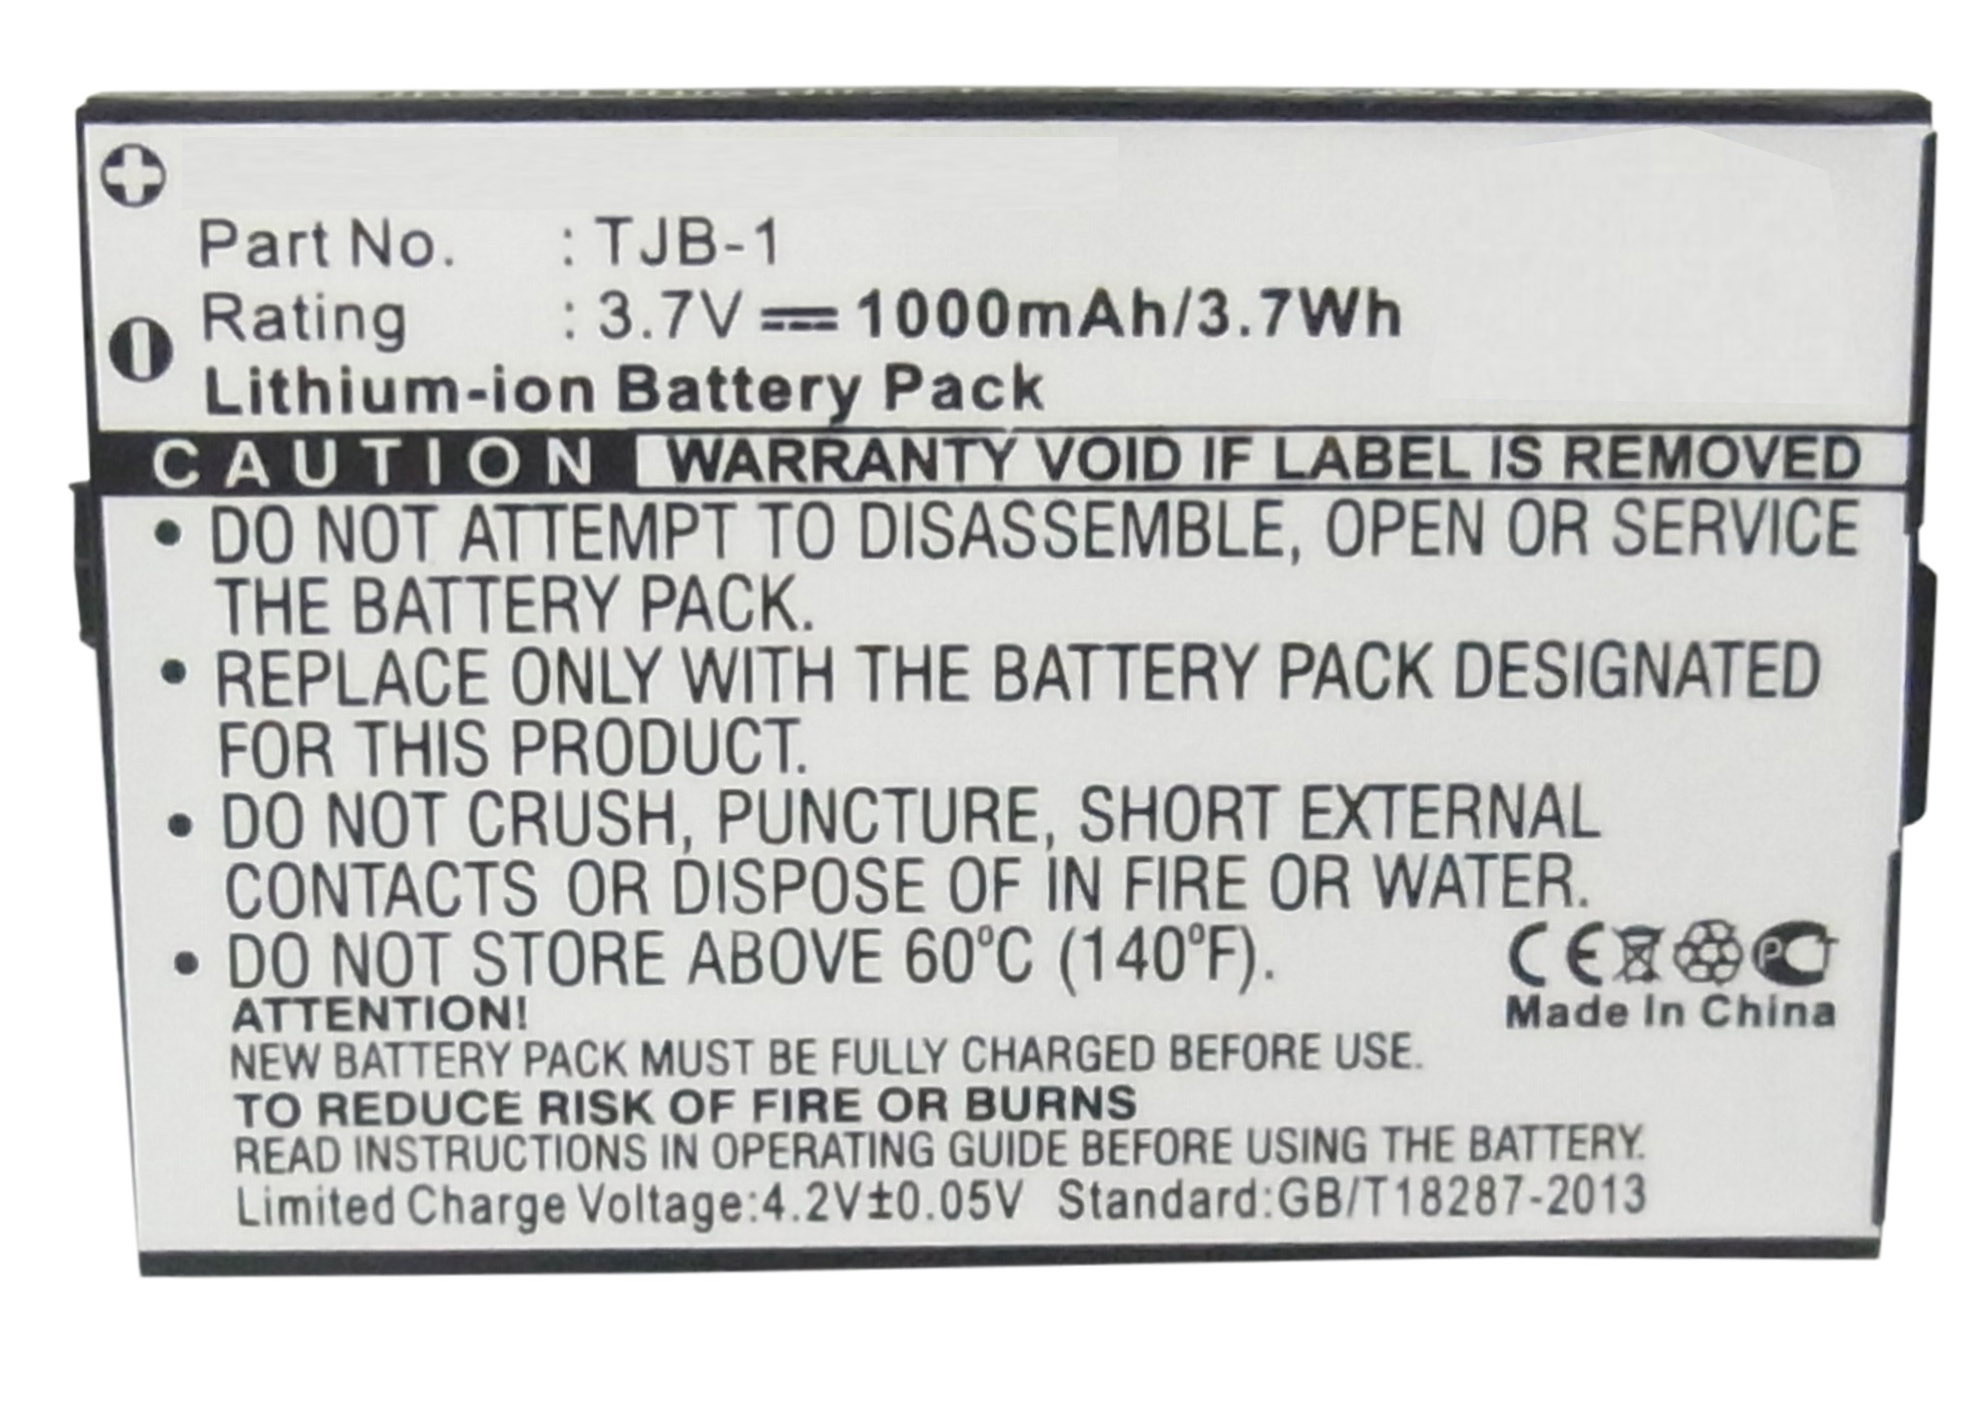 Part No. : TJB-1
Rating : 3.7V ⎓ 1000mAh/3.7Wh
Lithium-ion Battery Pack
CAUTION WARRANTY VOID IF LABEL IS REMOVED
• DO NOT ATTEMPT TO DISASSEMBLE, OPEN OR SERVICE
THE BATTERY PACK.
• REPLACE ONLY WITH THE BATTERY PACK DESIGNATED
FOR THIS PRODUCT.
• DO NOT CRUSH, PUNCTURE, SHORT EXTERNAL
CONTACTS OR DISPOSE OF IN FIRE OR WATER.
• DO NOT STORE ABOVE 60°C (140°F).
CE PCT
Made In China
ATTENTION!
NEW BATTERY PACK MUST BE FULLY CHARGED BEFORE USE.
TO REDUCE RISK OF FIRE OR BURNS
READ INSTRUCTIONS IN OPERATING GUIDE BEFORE USING THE BATTERY.
Limited Charge Voltage:4.2V±0.05V Standard:GB/T18287-2013